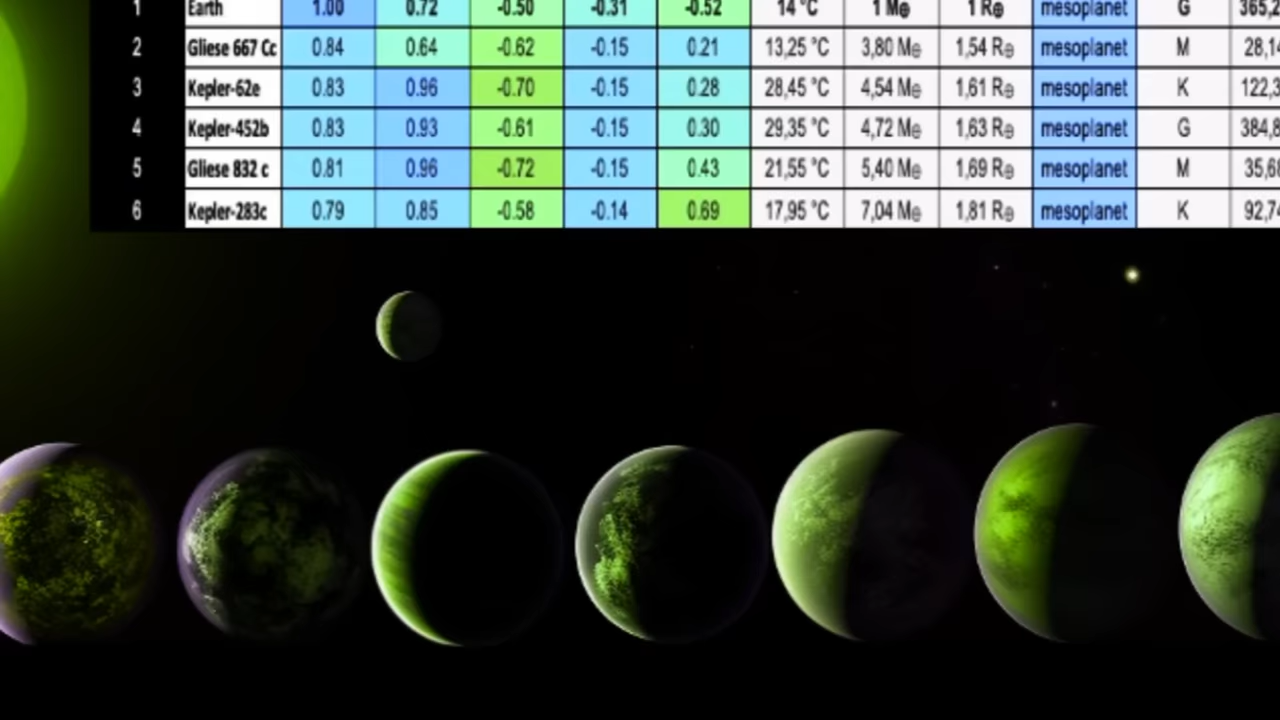 1 Earth 1.00 0.72 -0.50 -0.31 -0.52 14 °C 1 M⊕ 1 R⊕ mesoplanet G
2 Gliese 667 Cc 0.84 0.64 -0.62 -0.15 0.21 13,25 °C 3,80 M⊕ 1,54 R⊕ mesoplanet M 28,14
3 Kepler-62e 0.83 0.96 -0.70 -0.15 0.28 28,45 °C 4,54 M⊕ 1,61 R⊕ mesoplanet K 122,3
4 Kepler-452b 0.83 0.93 -0.61 -0.15 0.30 29,35 °C 4,72 M⊕ 1,63 R⊕ mesoplanet G 384,8
5 Gliese 832 c 0.81 0.96 -0.72 -0.15 0.43 21,55 °C 5,40 M⊕ 1,69 R⊕ mesoplanet M 35,68
6 Kepler-283c 0.79 0.85 -0.58 -0.14 0.69 17,95 °C 7,04 M⊕ 1,81 R⊕ mesoplanet K 92,74